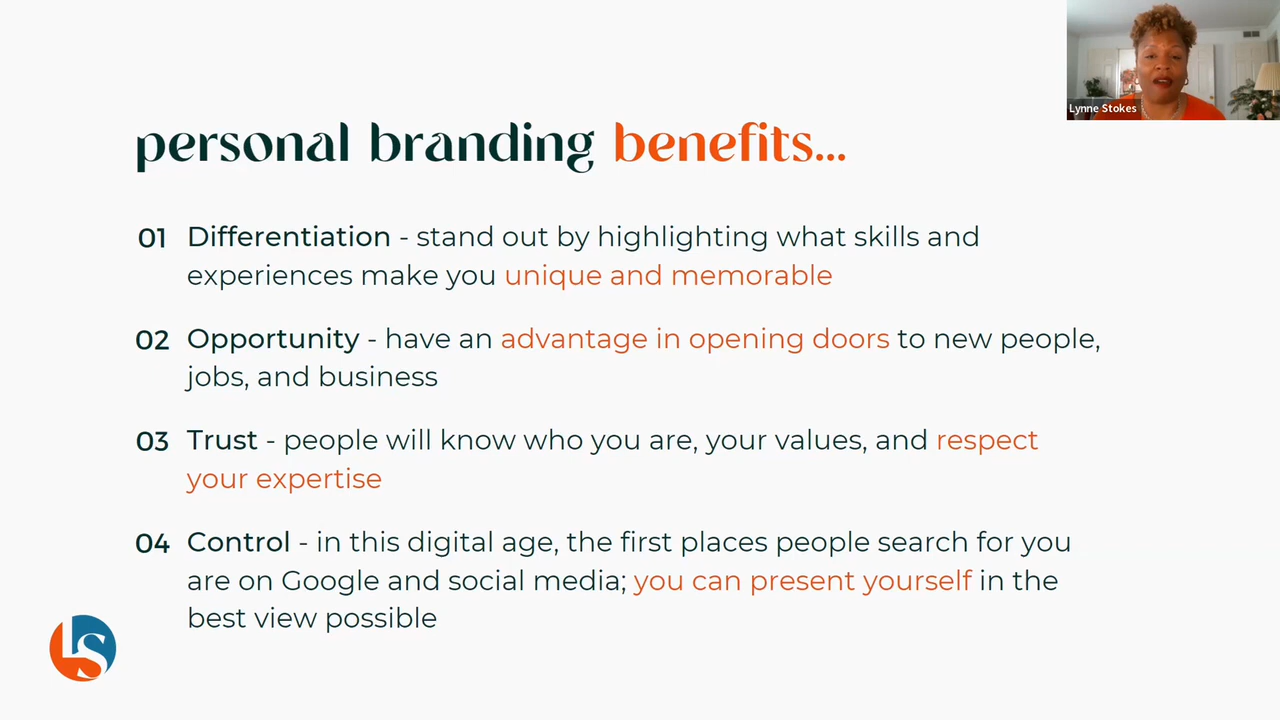 personal branding benefits...
01 Differentiation - stand out by highlighting what skills and
experiences make you unique and memorable
02 Opportunity - have an advantage in opening doors to new people,
jobs, and business
03 Trust - people will know who you are, your values, and respect
your expertise
04 Control - in this digital age, the first places people search for you
are on Google and social media; you can present yourself in the
best view possible
LS
Lynne Stokes